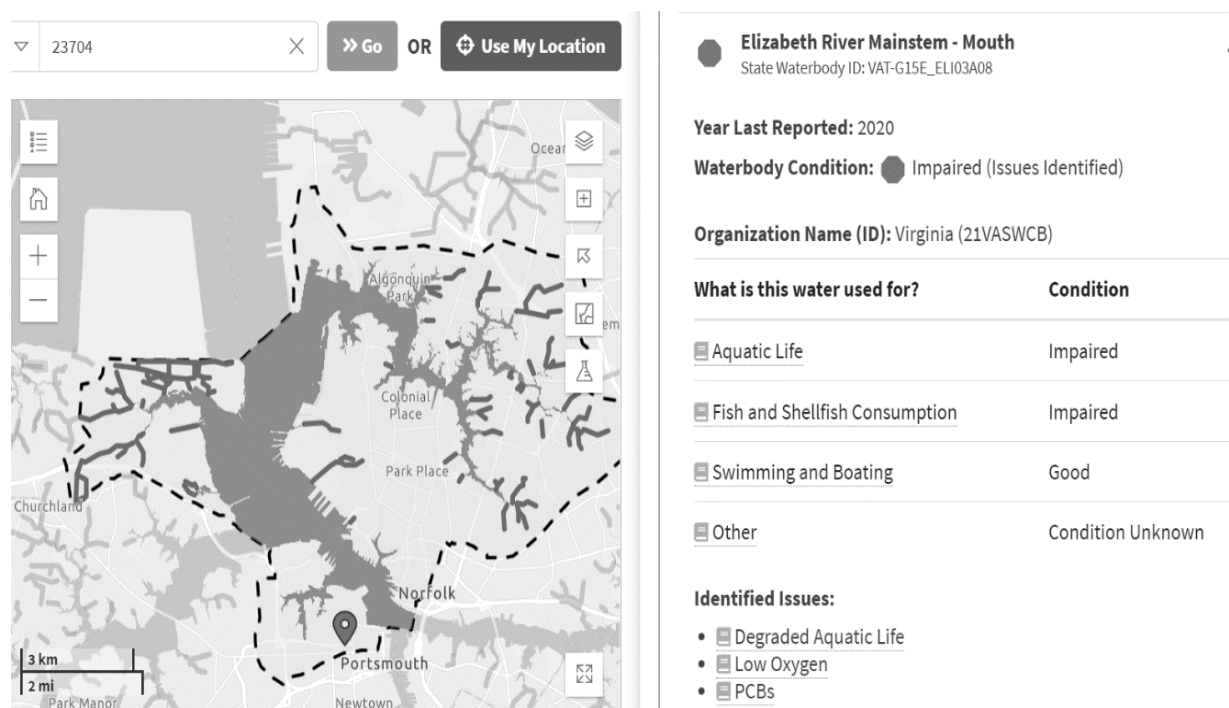 23704
Go
OR
Use My Location
Ocean
Algonquin
Park
em
Colonial
Place
Park Place
Churchland
Norfolk
Portsmouth
3 km
2 mi
Park Manor
Newtown
Elizabeth River Mainstem - Mouth
State Waterbody ID: VAT-G15E_ELI03A08
Year Last Reported: 2020
Waterbody Condition: Impaired (Issues Identified)
Organization Name (ID): Virginia (21VASWCB)
What is this water used for? Condition
Aquatic Life Impaired
Fish and Shellfish Consumption Impaired
Swimming and Boating Good
Other Condition Unknown
Identified Issues:
• Degraded Aquatic Life
• Low Oxygen
• PCBs